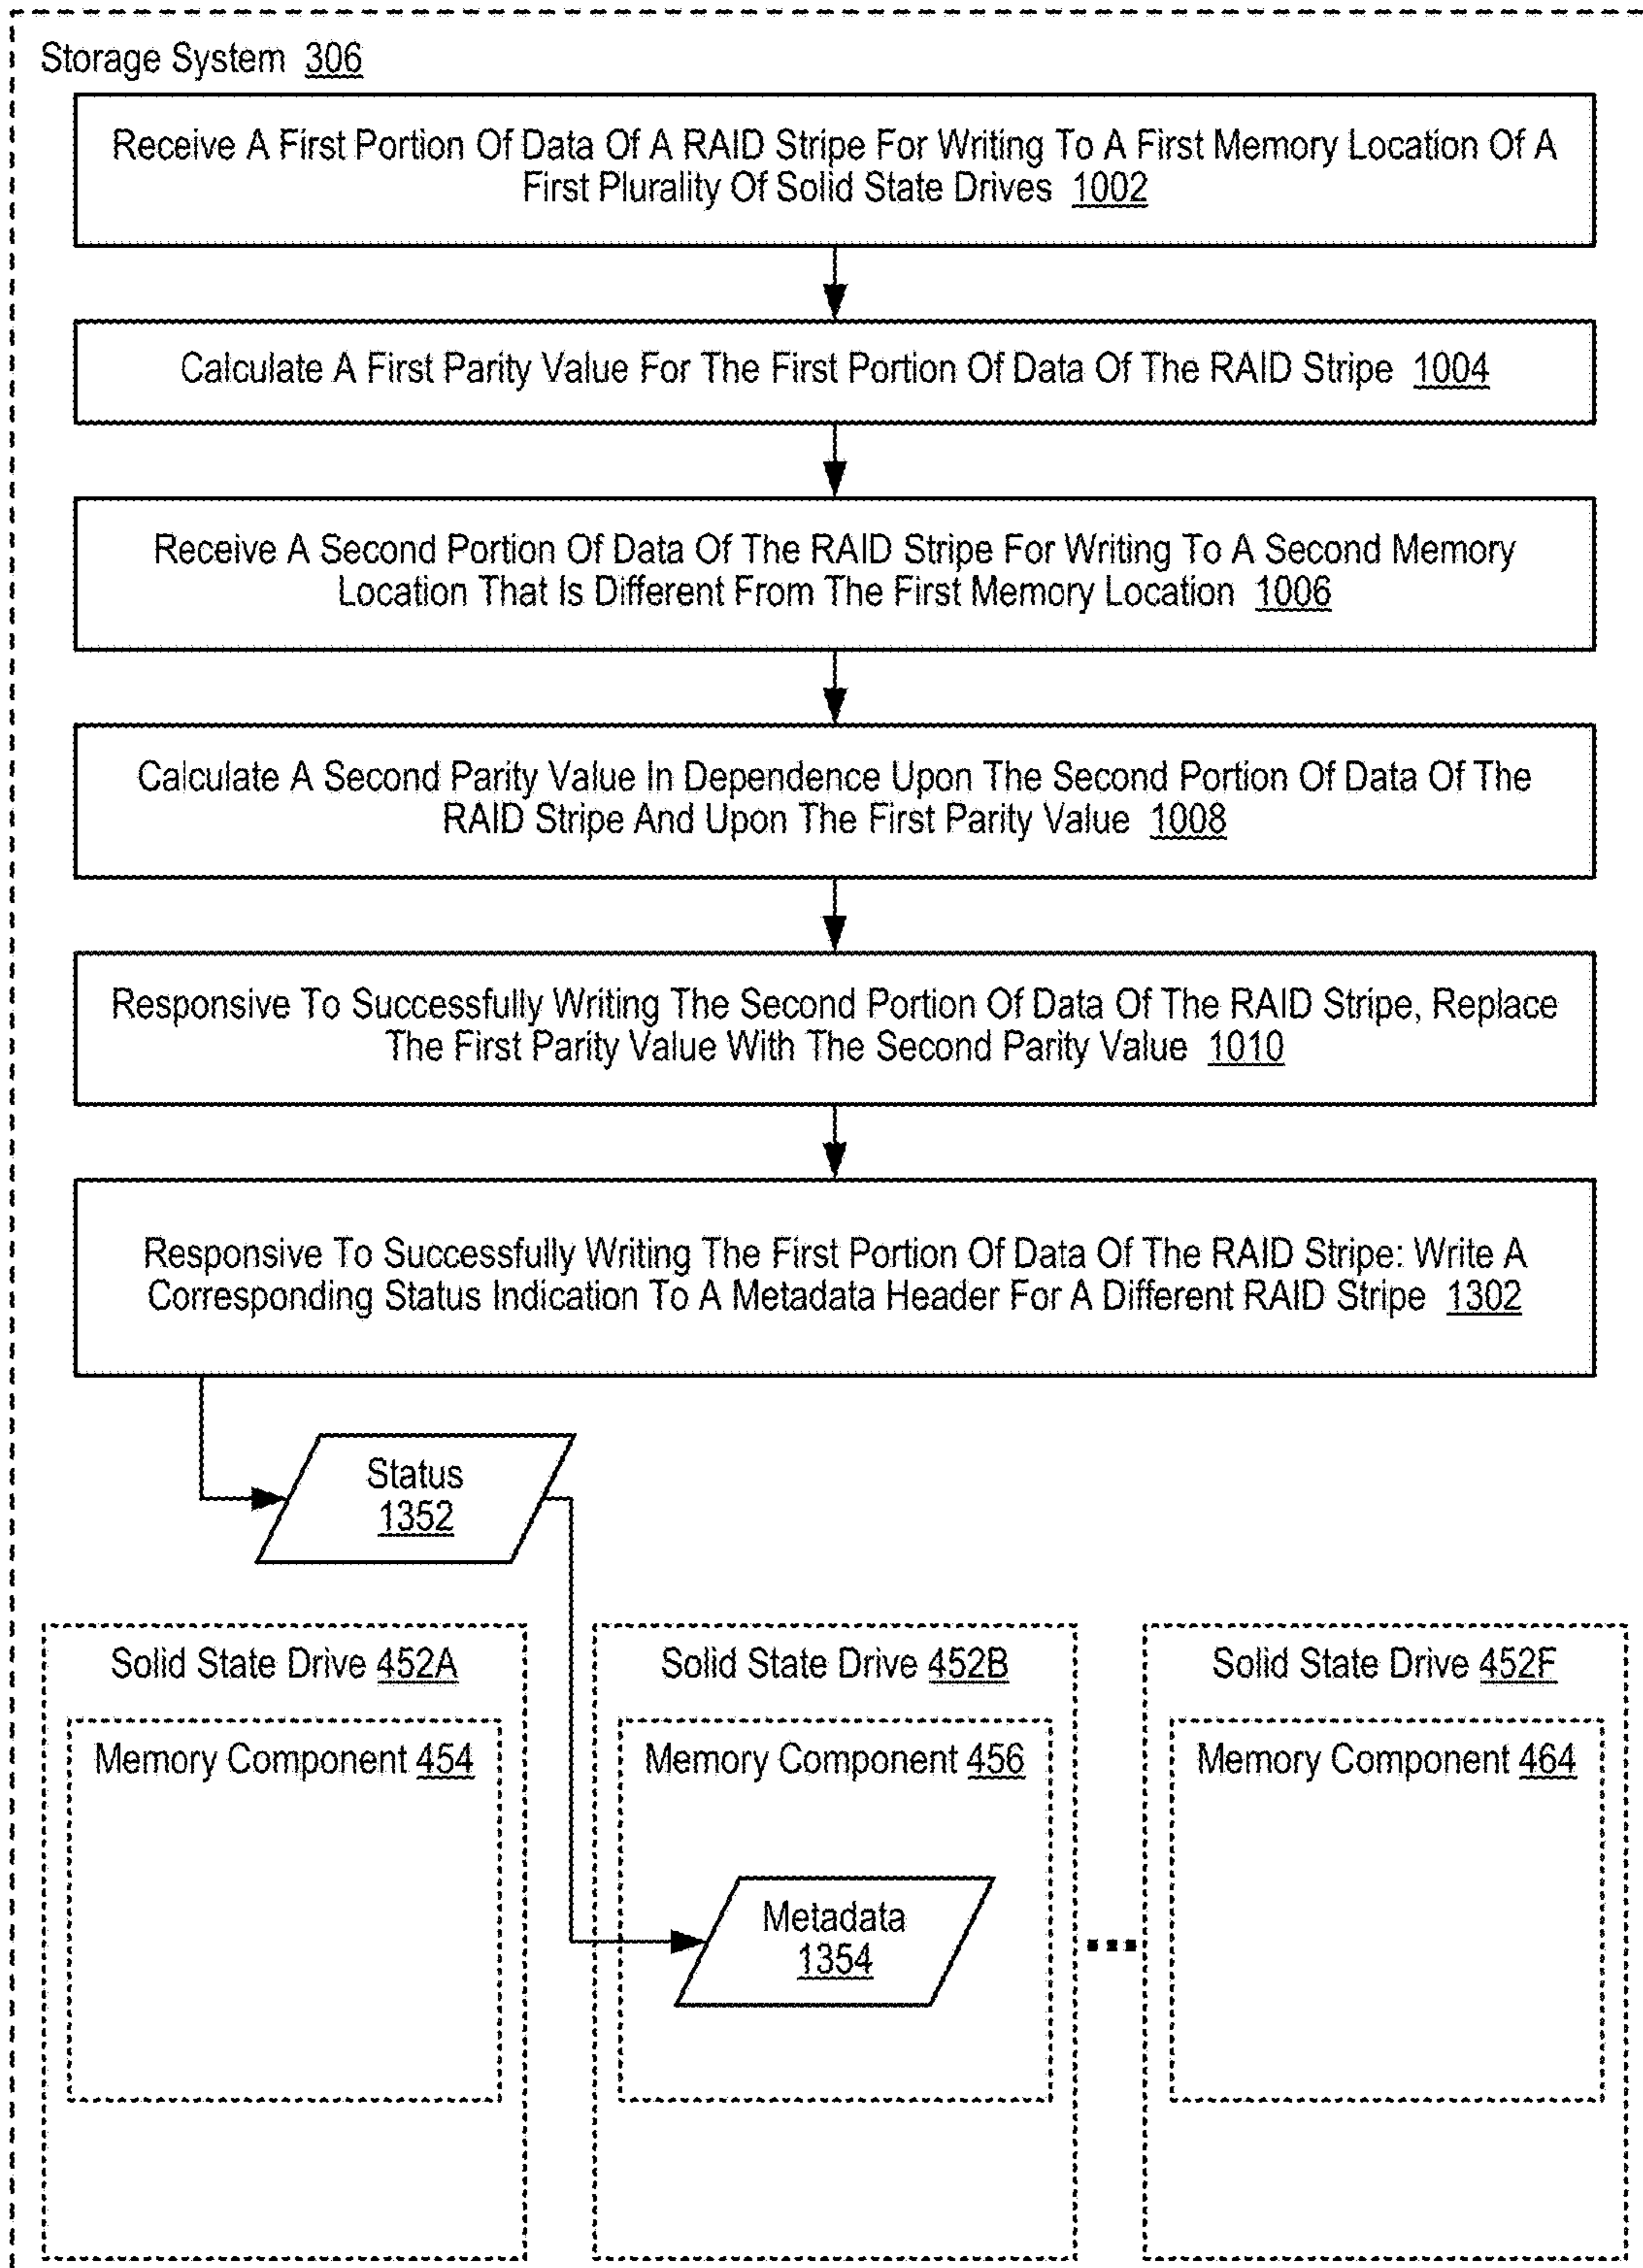 Storage System 306
Receive A First Portion Of Data Of A RAID Stripe For Writing To A First Memory Location Of A
First Plurality Of Solid State Drives 1002
Calculate A First Parity Value For The First Portion Of Data Of The RAID Stripe 1004
Receive A Second Portion Of Data Of The RAID Stripe For Writing To A Second Memory
Location That Is Different From The First Memory Location 1006
Calculate A Second Parity Value In Dependence Upon The Second Portion Of Data Of The
RAID Stripe And Upon The First Parity Value 1008
Responsive To Successfully Writing The Second Portion Of Data Of The RAID Stripe, Replace
The First Parity Value With The Second Parity Value 1010
Responsive To Successfully Writing The First Portion Of Data Of The RAID Stripe: Write A
Corresponding Status Indication To A Metadata Header For A Different RAID Stripe 1302
Status
1352
Solid State Drive 452A
Memory Component 454
Solid State Drive 452B
Memory Component 456
Metadata
1354
Solid State Drive 452F
Memory Component 464